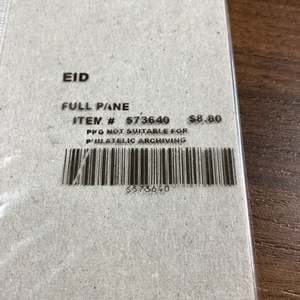 EID
FULL PANE
ITEM # 573640 $8.80
PKG NOT SUITABLE FOR
PHILATELIC ARCHIVING
S573640